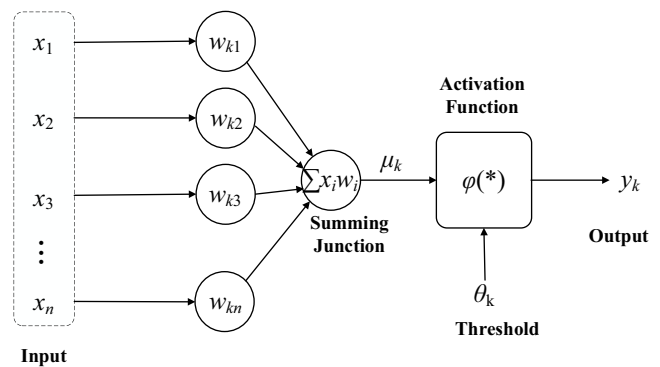 x1
wk1
x2
wk2
x3
wk3
⋮
xn
wkn
Input
∑xiwi
Summing
Junction
μk
Activation
Function
φ(*)
θk
Threshold
yk
Output